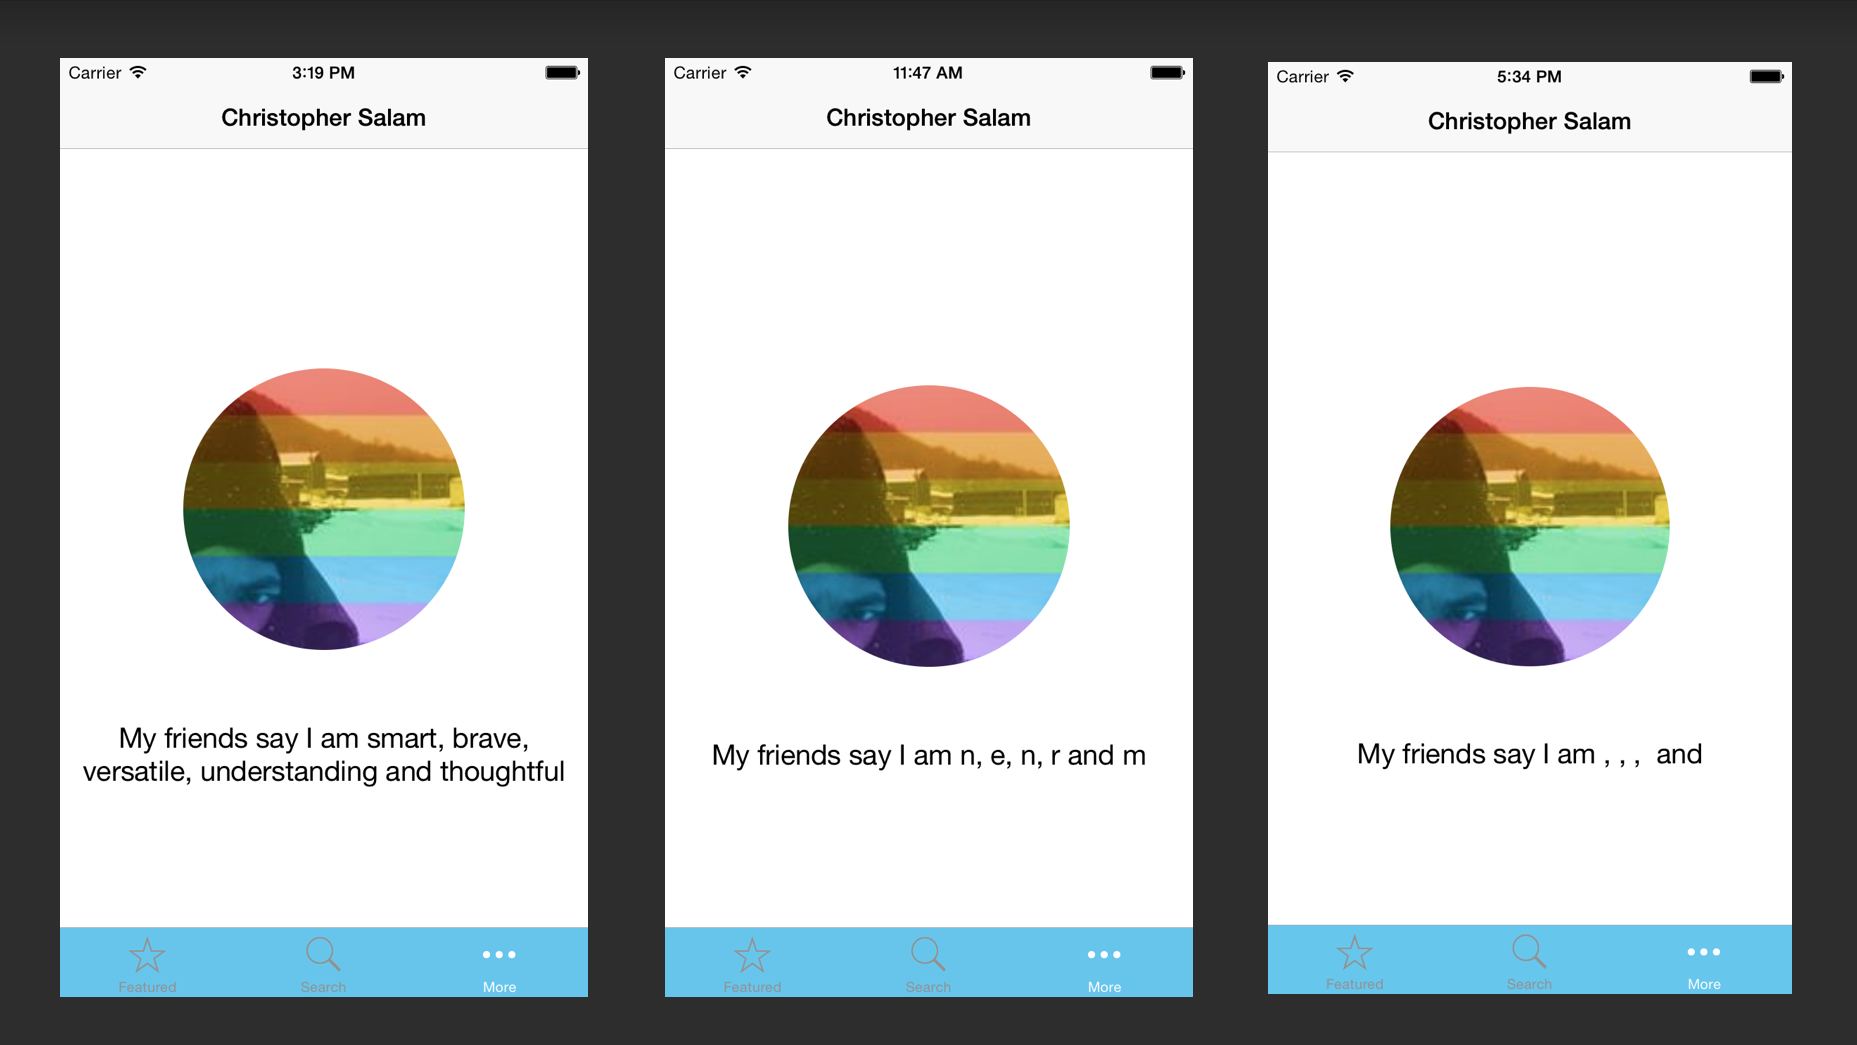 Carrier 3:19 PM
Christopher Salam
My friends say I am smart, brave,
versatile, understanding and thoughtful
Featured Search More
Carrier 11:47 AM
Christopher Salam
My friends say I am n, e, n, r and m
Featured Search More
Carrier 5:34 PM
Christopher Salam
My friends say I am , , ,  and
Featured Search More